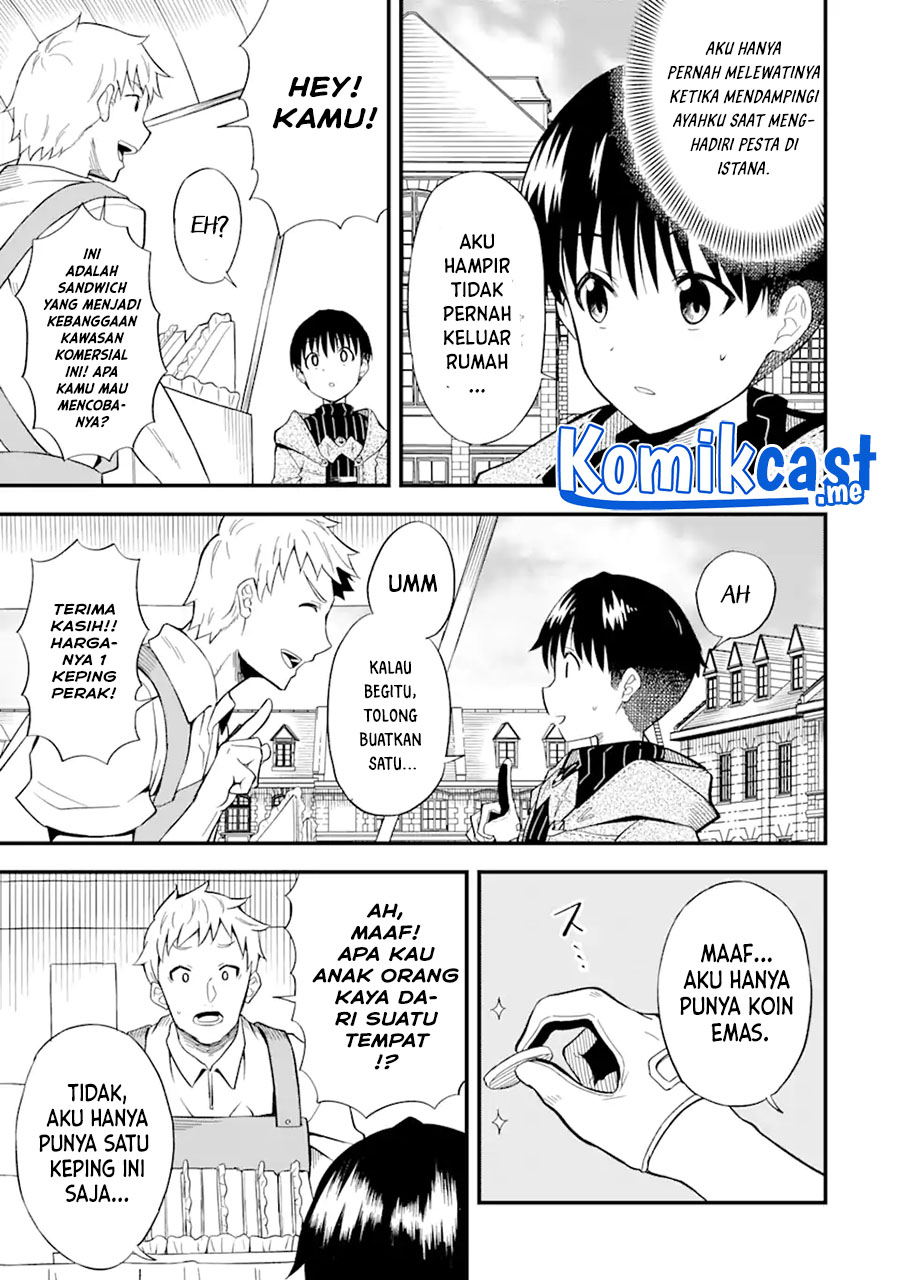 AKU HANYA
PERNAH MELEWATINYA
KETIKA MENDAMPINGI
AYAHKU SAAT MENG-
HADIRI PESTA DI
ISTANA.
AKU
HAMPIR
TIDAK
PERNAH
KELUAR
RUMAH
...
HEY!
KAMU!
EH?
INI
ADALAH
SANDWICH
YANG MENJADI
KEBANGGAAN
KAWASAN
KOMERSIAL
INI! APA
KAMU MAU
MENCOBA-
NYA?
Komikcast
.me
AH
UMM
KALAU
BEGITU,
TOLONG
BUATKAN
SATU...
TERIMA
KASIH!!
HARGA-
NYA 1
KEPING
PERAK!
MAAF...
AKU HANYA
PUNYA KOIN
EMAS.
ス...
AH,
MAAF!
APA KAU
ANAK ORANG
KAYA DA-
RI SUATU
TEMPAT
!?
TIDAK,
AKU HANYA
PUNYA SATU
KEPING INI
SAJA...